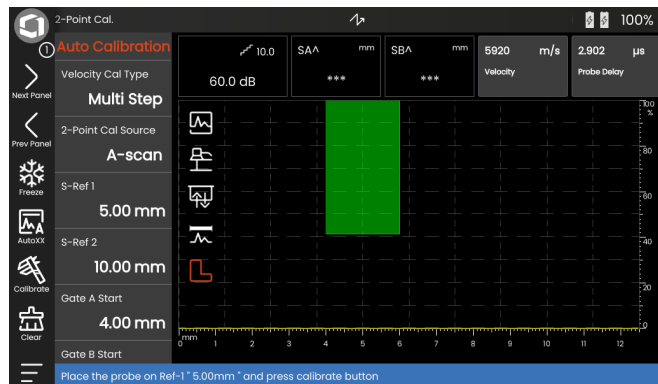 2-Point Cal.
100%
1
Auto Calibration
10.0
60.0 dB
SA^ mm
***
SB^ mm
***
5920 m/s
Velocity
2.902 µs
Probe Delay
Next Panel
Velocity Cal Type
Multi Step
Prev Panel
2-Point Cal Source
A-scan
Freeze
S-Ref 1
5.00 mm
AutoXX
S-Ref 2
10.00 mm
Calibrate
Gate A Start
4.00 mm
Clear
Gate B Start
100
%
80
60
40
20
0
0 mm 1 2 3 4 5 6 7 8 9 10 11 12
Place the probe on Ref-1 " 5.00mm " and press calibrate button